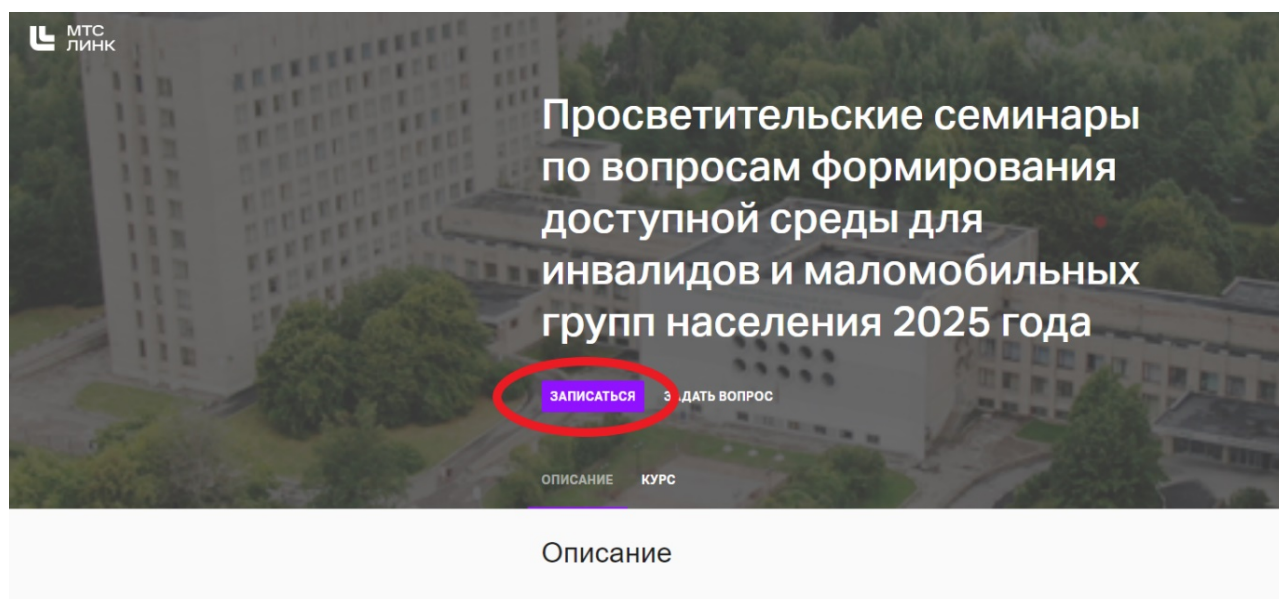 МТС
ЛИНК
Просветительские семинары
по вопросам формирования
доступной среды для
инвалидов и маломобильных
групп населения 2025 года
ЗАПИСАТЬСЯ ЗАДАТЬ ВОПРОС
ОПИСАНИЕ КУРС
Описание